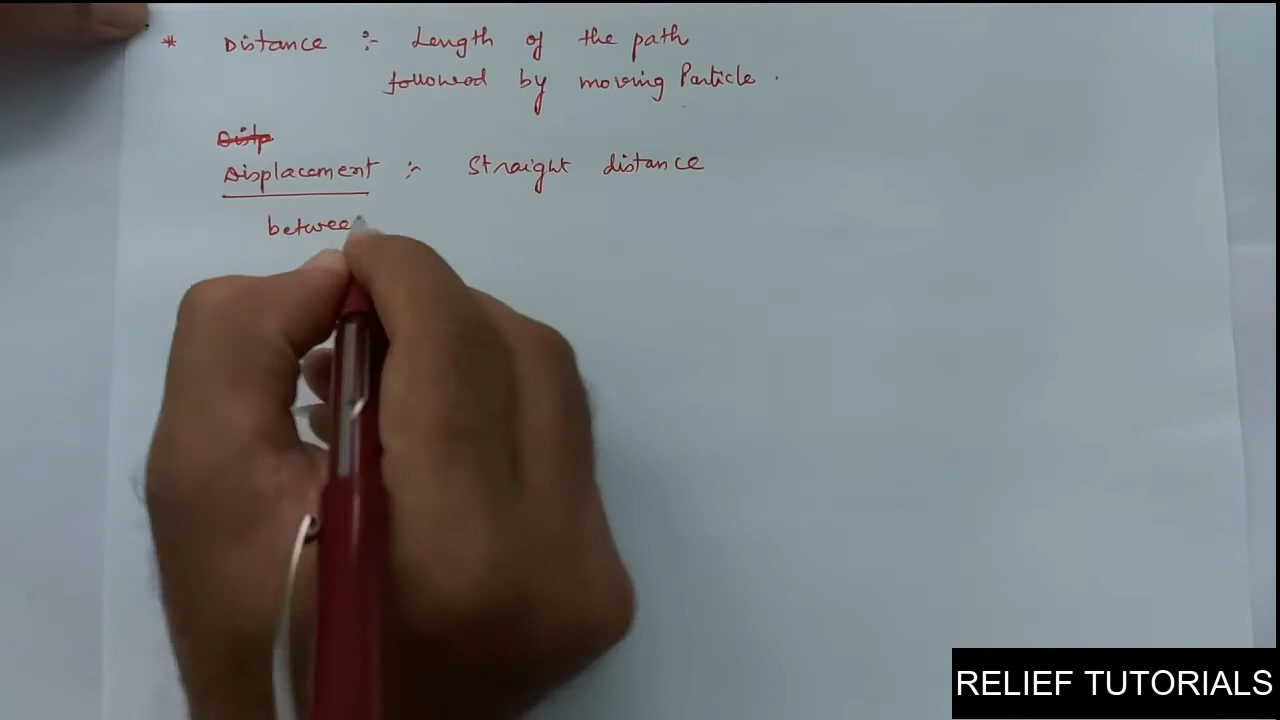 * Distance :- Length of the path
followed by moving Particle .
Disp
Displacement :- Straight distance
betwee
RELIEF TUTORIALS